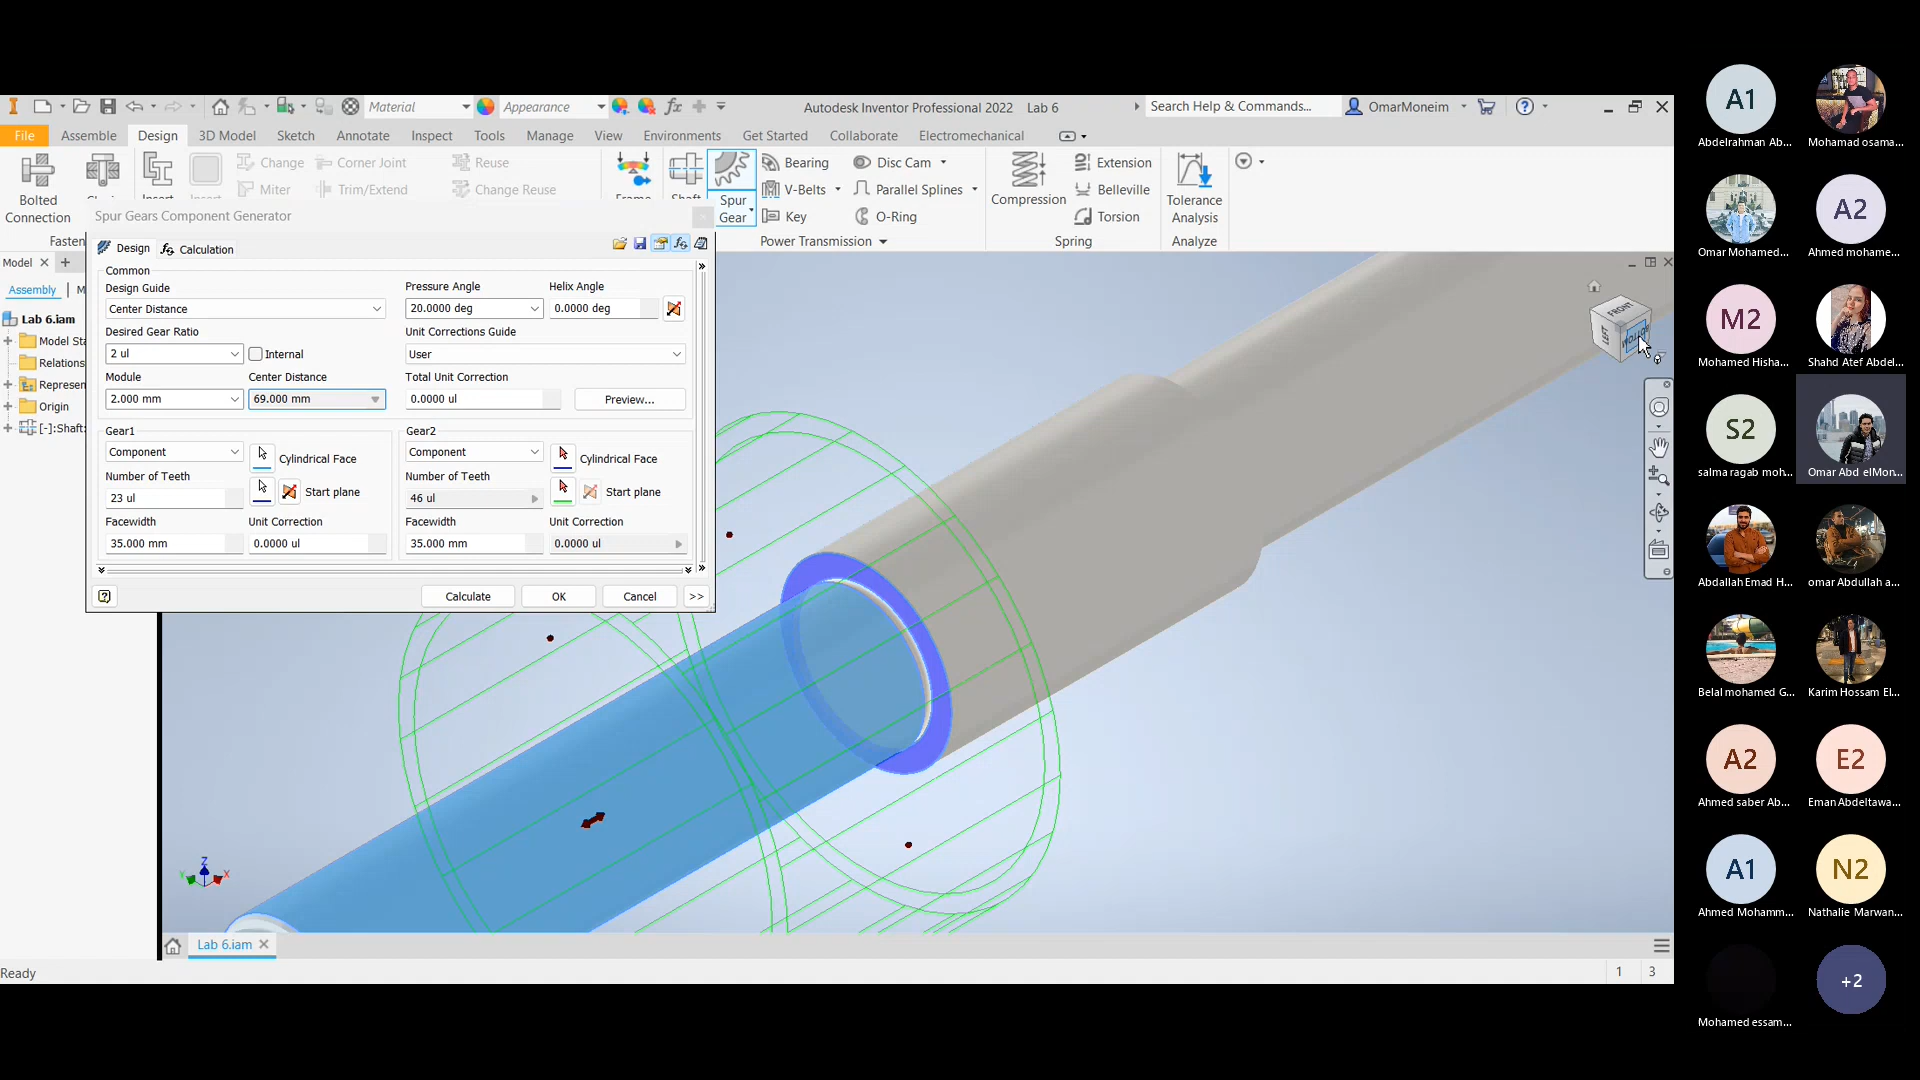 Material
Appearance
Autodesk Inventor Professional 2022 Lab 6
Search Help & Commands...
OmarMoneim
File Assemble Design 3D Model Sketch Annotate Inspect Tools Manage View Environments Get Started Collaborate Electromechanical
Bolted
Connection
Insert
Change
Miter
Corner Joint
Trim/Extend
Reuse
Change Reuse
Frame
Shaft
Spur
Gear
Bearing
V-Belts
Key
Disc Cam
Parallel Splines
O-Ring
Power Transmission
Compression
Extension
Belleville
Torsion
Spring
Tolerance
Analysis
Analyze
Fasten
Model
Assembly
M
Lab 6.iam
Model Sta
Relations
Represen
Origin
[-]:Shaft:
Spur Gears Component Generator
Design Calculation
Common
Design Guide
Center Distance
Pressure Angle
20.0000 deg
Helix Angle
0.0000 deg
Desired Gear Ratio
2 ul
Internal
Unit Corrections Guide
User
Module
2.000 mm
Center Distance
69.000 mm
Total Unit Correction
0.0000 ul
Preview...
Gear1
Component
Cylindrical Face
Number of Teeth
23 ul
Start plane
Facewidth
35.000 mm
Unit Correction
0.0000 ul
Gear2
Component
Cylindrical Face
Number of Teeth
46 ul
Start plane
Facewidth
35.000 mm
Unit Correction
0.0000 ul
Calculate
OK
Cancel
>>
FRONT
Z
Y
X
Lab 6.iam
Ready
1 3
A1
Abdelrahman Ab...
Mohamad osama...
Omar Mohamed...
A2
Ahmed mohame...
M2
Mohamed Hisha...
Shahd Atef Abdel...
S2
salma ragab moh...
Omar Abd elMon...
Abdallah Emad H...
omar Abdullah a...
Belal mohamed G...
Karim Hossam El...
A2
Ahmed saber Ab...
E2
Eman Abdeltawa...
A1
Ahmed Mohamm...
N2
Nathalie Marwan...
Mohamed essam...
+2